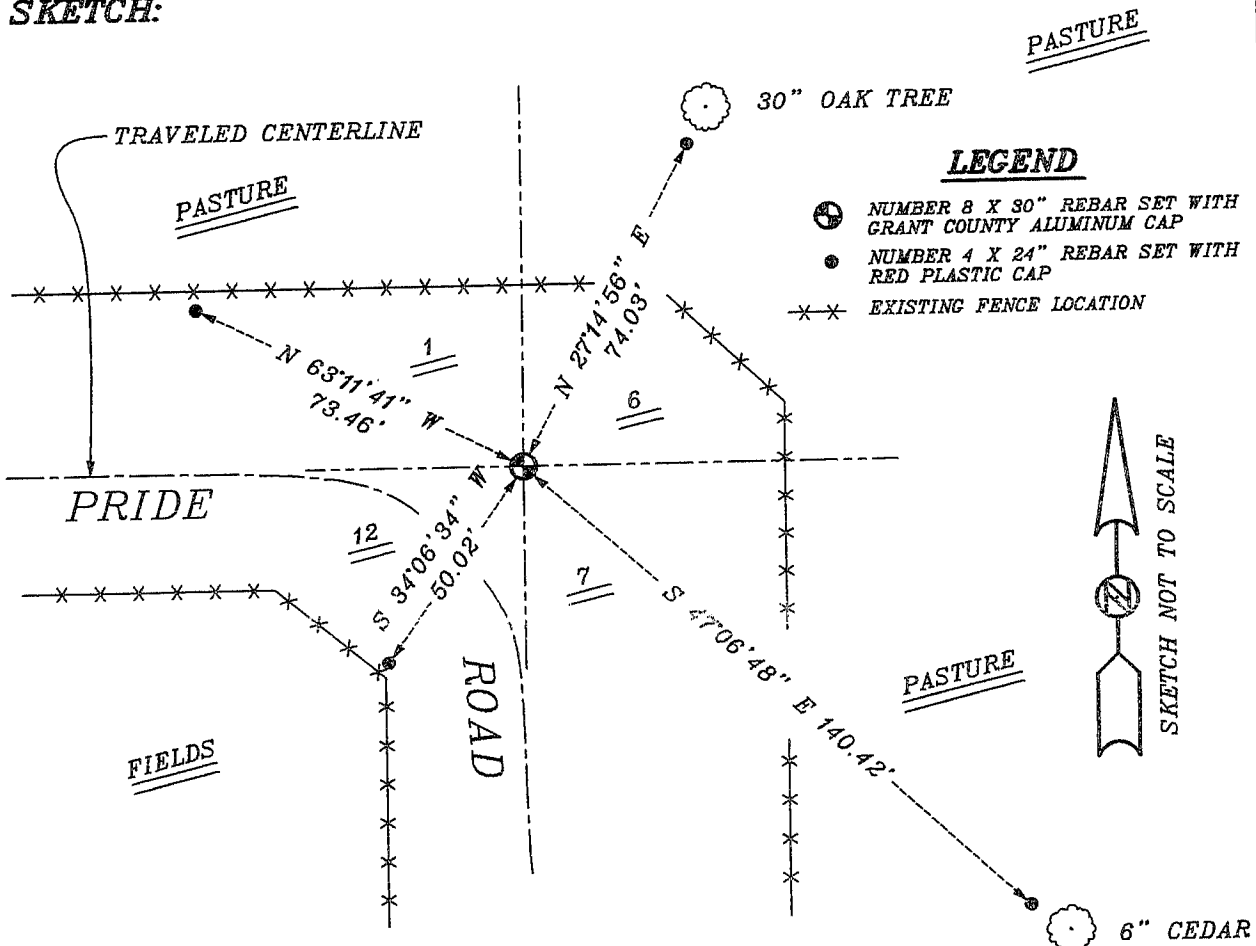 SKETCH:
PASTURE
30" OAK TREE
TRAVELED CENTERLINE
LEGEND
PASTURE
NUMBER 8 X 30" REBAR SET WITH
GRANT COUNTY ALUMINUM CAP
NUMBER 4 X 24" REBAR SET WITH
RED PLASTIC CAP
EXISTING FENCE LOCATION
N 27°14'56" E
74.03'
1
N 63°11'41" W
73.46'
6
PRIDE
12
S 34°06'34" W
50.02'
7
S 47°06'48" E 140.42'
SKETCH NOT TO SCALE
N
ROAD
PASTURE
FIELDS
6" CEDAR